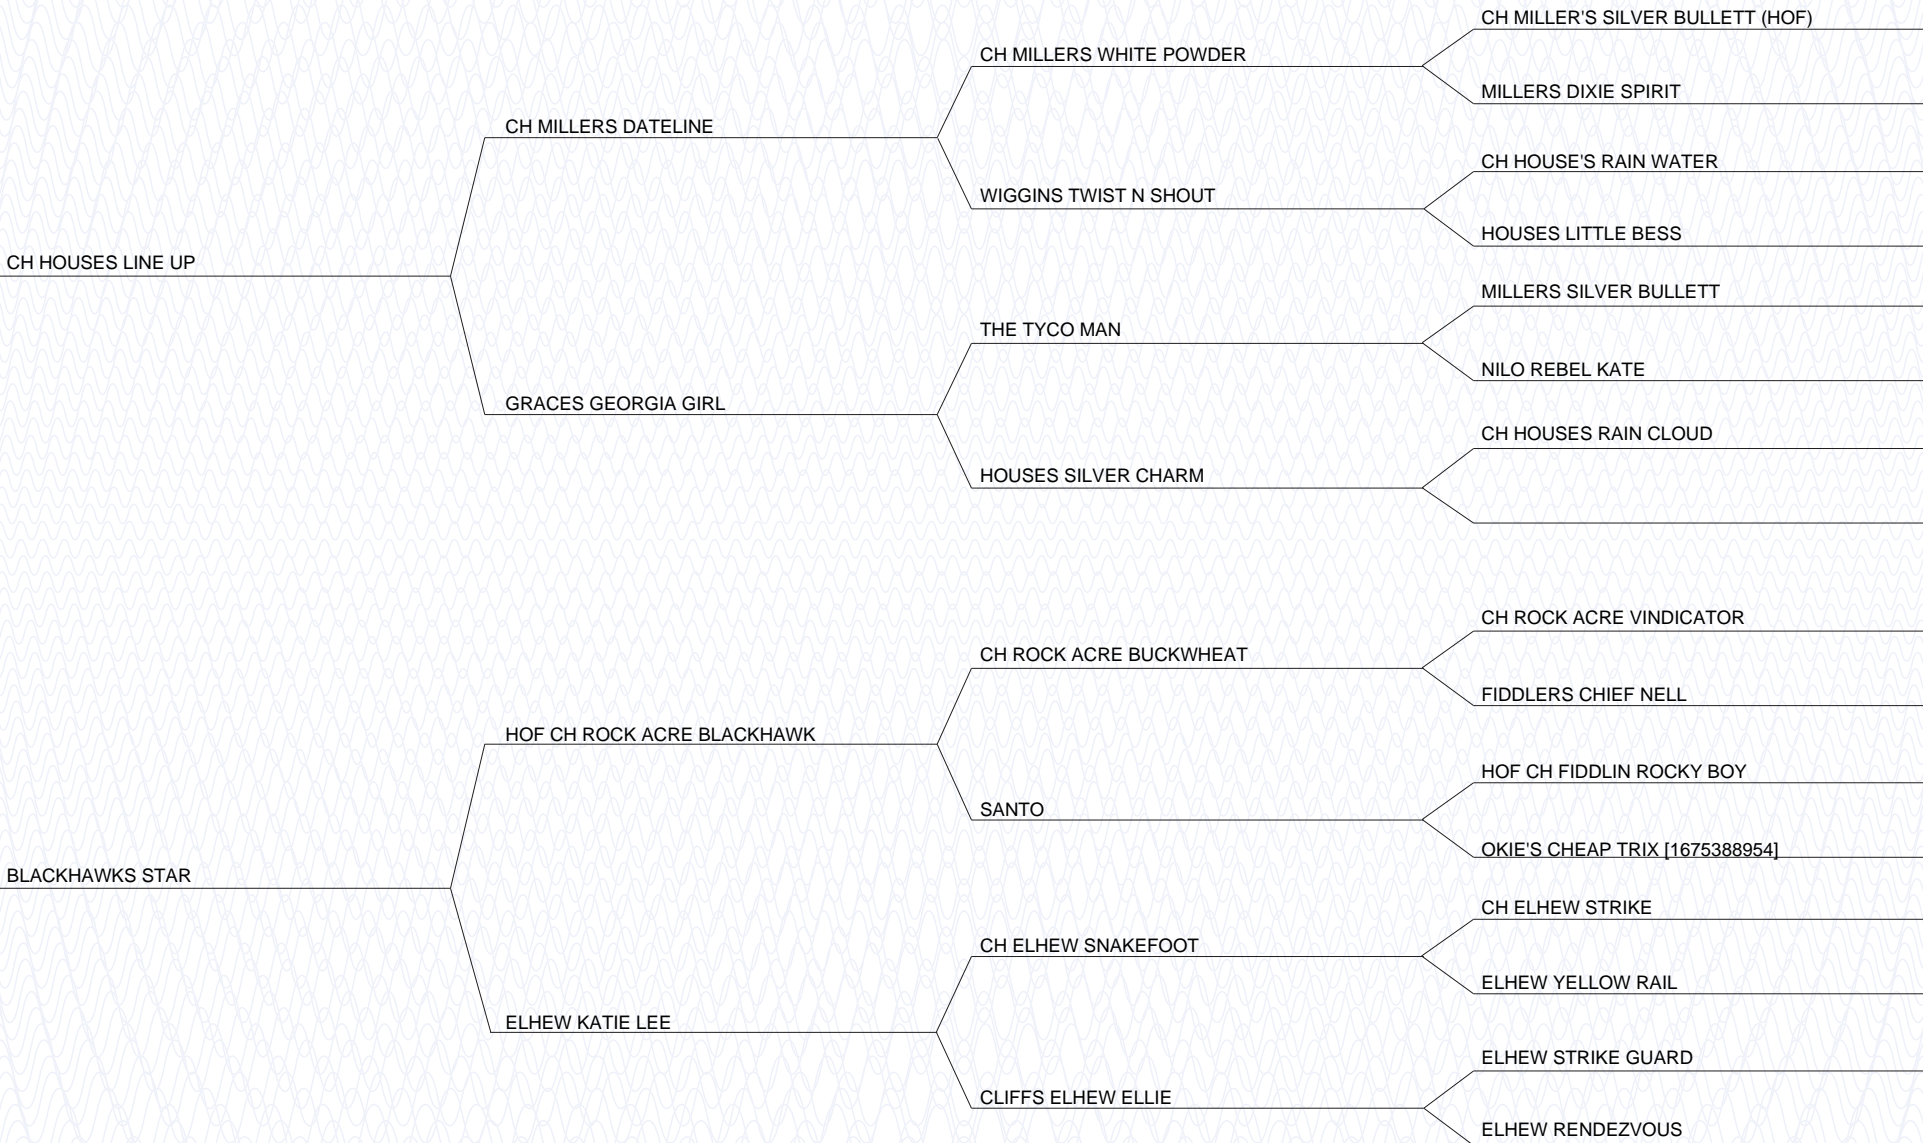 CH MILLER'S SILVER BULLETT (HOF)
CH MILLERS WHITE POWDER
MILLERS DIXIE SPIRIT
CH MILLERS DATELINE
CH HOUSE'S RAIN WATER
WIGGINS TWIST N SHOUT
HOUSES LITTLE BESS
CH HOUSES LINE UP
MILLERS SILVER BULLETT
THE TYCO MAN
NILO REBEL KATE
GRACES GEORGIA GIRL
CH HOUSES RAIN CLOUD
HOUSES SILVER CHARM
CH ROCK ACRE VINDICATOR
CH ROCK ACRE BUCKWHEAT
FIDDLERS CHIEF NELL
HOF CH ROCK ACRE BLACKHAWK
HOF CH FIDDLIN ROCKY BOY
SANTO
OKIE'S CHEAP TRIX [1675388954]
BLACKHAWKS STAR
CH ELHEW STRIKE
CH ELHEW SNAKEFOOT
ELHEW YELLOW RAIL
ELHEW KATIE LEE
ELHEW STRIKE GUARD
CLIFFS ELHEW ELLIE
ELHEW RENDEZVOUS